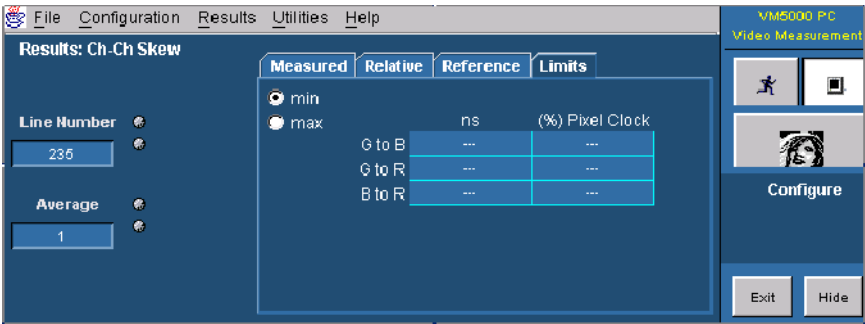 File Configuration Results Utilities Help
VM5000 PC
Video Measurement
Results: Ch-Ch Skew
Measured Relative Reference Limits
min
max
ns (%) Pixel Clock
G to B --- ---
G to R --- ---
B to R --- ---
Line Number
235
Average
1
Configure
Exit Hide